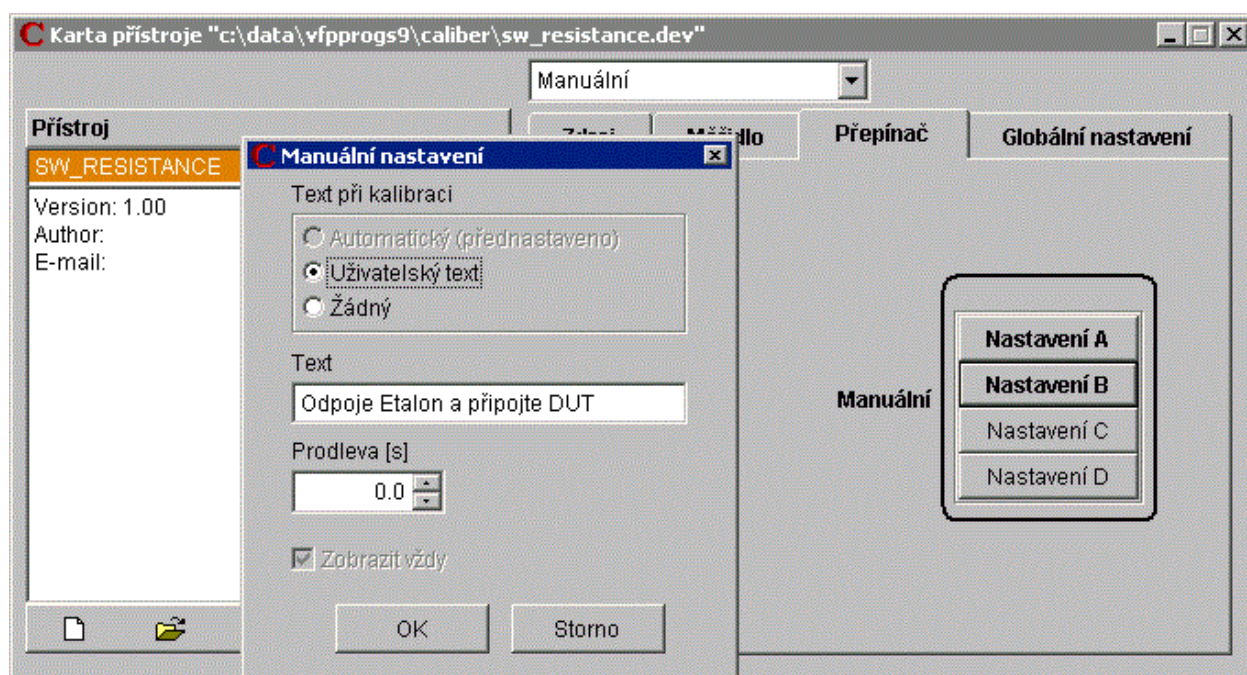 Karta přístroje "c:\data\vfpprogs9\caliber\sw_resistance.dev"
Manuální
Přístroj
Přepínač
Globální nastavení
SW_RESISTANCE
Version: 1.00
Author:
E-mail:
Manuální nastavení
Text při kalibraci
Automatický (přednastaveno)
Uživatelský text
Žádný
Text
Odpoje Etalon a připojte DUT
Prodleva [s]
0.0
Zobrazit vždy
OK
Storno
Manuální
Nastavení A
Nastavení B
Nastavení C
Nastavení D